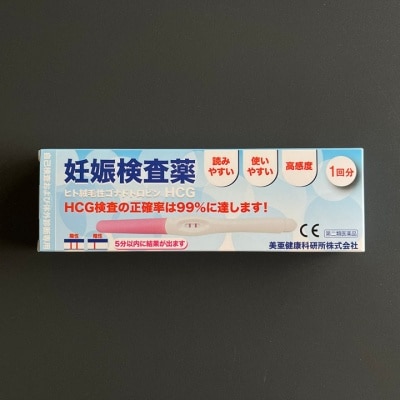 妊娠検査薬
ヒト絨毛性ゴナドトロピン HCG
HCG検査の正確率は99%に達します!
読み
やすい
使い
やすい
高感度
1回分
陽性 陰性
5分以内に結果が出ます
CE
第二類医薬品
美亜健康科研所株式会社